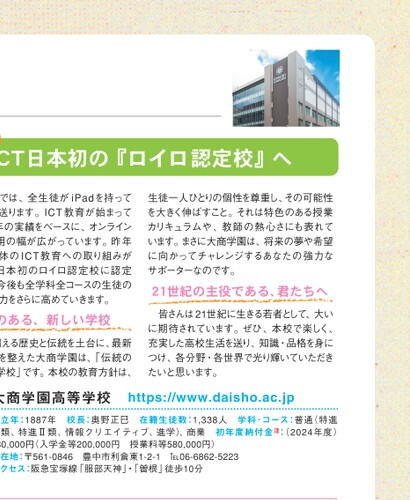 CT日本初の『ロイロ認定校』へ
では、全生徒がiPadを持って
送ります。ICT教育が始まって
年の実績をベースに、オンライン
用の幅が広がっています。昨年
体のICT教育への取り組みが
日本初のロイロ認定校に認定
今後も全学科全コースの生徒の
力をさらに高めていきます。
のある、新しい学校
える歴史と伝統を土台に、最新
を整えた大商学園は、「伝統の
学校」です。本校の教育方針は、
生徒一人ひとりの個性を尊重し、その可能性
を大きく伸ばすこと。それは特色のある授業
カリキュラムや、教師の熱心さにも表れて
います。まさに大商学園は、将来の夢や希望
に向かってチャレンジするあなたの強力な
サポーターなのです。
21世紀の主役である、君たちへ
皆さんは21世紀に生きる若者として、大い
に期待されています。ぜひ、本校で楽しく、
充実した高校生活を送り、知識・品格を身に
つけ、各分野・各世界で光り輝いていただき
たいと思います。
大商学園高等学校 https://www.daisho.ac.jp
立年：1887年 校長：奥野正巳 在籍生徒数：1,338人 学科・コース：普通（特進
類、特進Ⅱ類、情報クリエイティブ、進学）、商業 初年度納付金注：（2024年度）
80,000円（入学金等200,000円 授業料等580,000円）
在地：〒561-0846 豊中市利倉東1-2-1 ℡06-6862-5223
クセス：阪急宝塚線「服部天神」・「曽根」徒歩10分